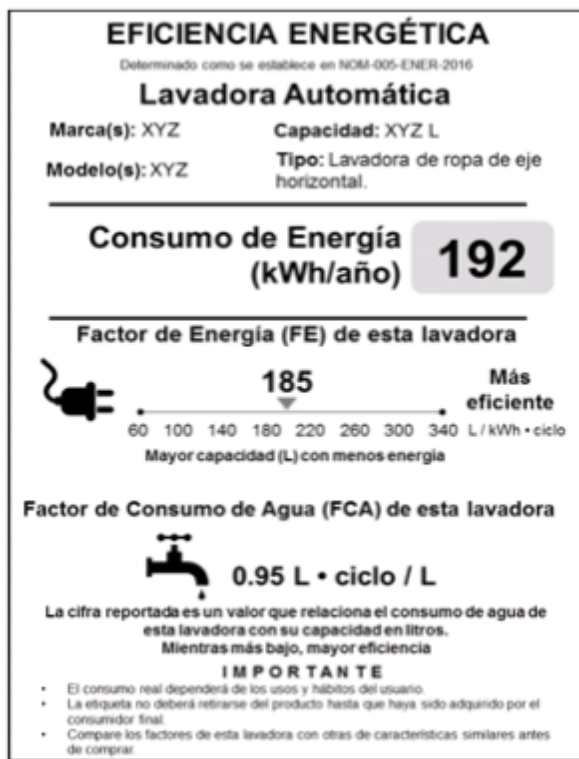 EFICIENCIA ENERGÉTICA
Determinado como se establece en NOM-005-ENER-2016
Lavadora Automática
Marca(s): XYZ Capacidad: XYZ L
Modelo(s): XYZ Tipo: Lavadora de ropa de eje
horizontal.
Consumo de Energía
(kWh/año) 192
Factor de Energía (FE) de esta lavadora
185 Más
eficiente
60 100 140 180 220 260 300 340 L / kWh • ciclo
Mayor capacidad (L) con menos energía
Factor de Consumo de Agua (FCA) de esta lavadora
0.95 L • ciclo / L
La cifra reportada es un valor que relaciona el consumo de agua de
esta lavadora con su capacidad en litros.
Mientras más bajo, mayor eficiencia
IMPORTANTE
• El consumo real dependerá de los usos y hábitos del usuario.
• La etiqueta no deberá retirarse del producto hasta que haya sido adquirido por el
consumidor final.
• Compare los factores de esta lavadora con otras de características similares antes
de comprar.